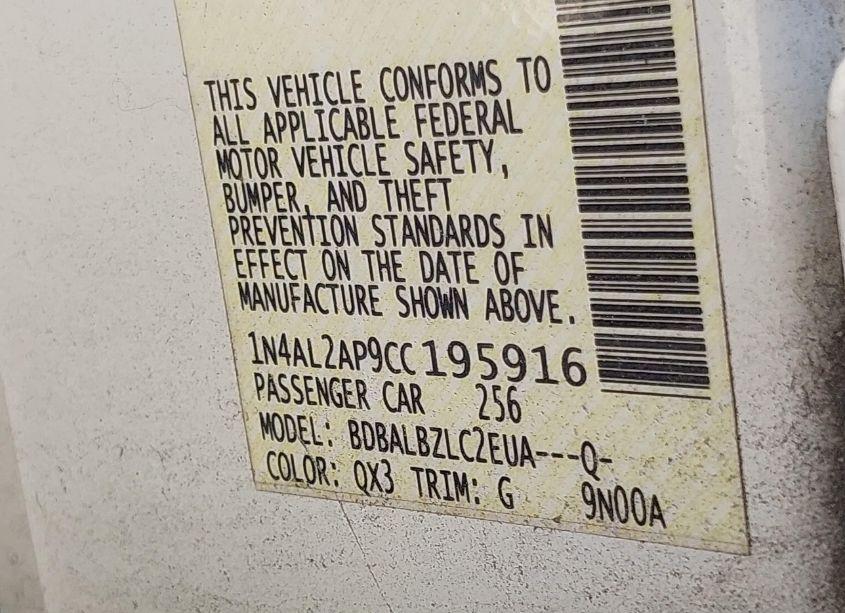 THIS VEHICLE CONFORMS TO
ALL APPLICABLE FEDERAL
MOTOR VEHICLE SAFETY,
BUMPER, AND THEFT
PREVENTION STANDARDS IN
EFFECT ON THE DATE OF
MANUFACTURE SHOWN ABOVE.
1N4AL2AP9CC195916
PASSENGER CAR 256
MODEL: BDBALBZLC2EUA---Q-
COLOR: QX3 TRIM: G 9N00A